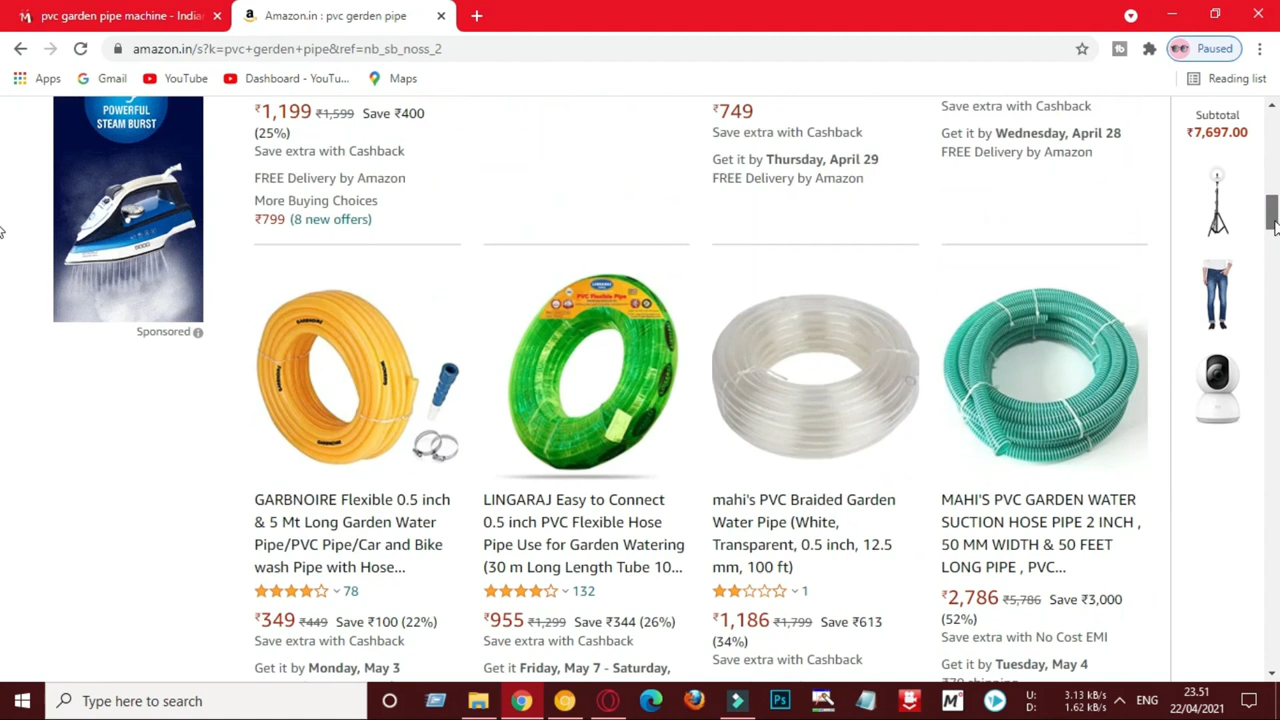 pvc garden pipe machine - India
Amazon.in : pvc gerden pipe
amazon.in/s?k=pvc+gerden+pipe&ref=nb_sb_noss_2
Paused
Apps
Gmail
YouTube
Dashboard - YouTu...
Maps
Reading list
POWERFUL
STEAM BURST
Sponsored
₹1,199 ₹1,599 Save ₹400
(25%)
Save extra with Cashback
FREE Delivery by Amazon
More Buying Choices
₹799 (8 new offers)
₹749
Save extra with Cashback
Get it by Thursday, April 29
FREE Delivery by Amazon
Save extra with Cashback
Get it by Wednesday, April 28
FREE Delivery by Amazon
Subtotal
₹7,697.00
GARBNOIRE
LINGARAJ
PVC Flexible Pipe
GARBNOIRE Flexible 0.5 inch
& 5 Mt Long Garden Water
Pipe/PVC Pipe/Car and Bike
wash Pipe with Hose...
78
₹349 ₹449 Save ₹100 (22%)
Save extra with Cashback
Get it by Monday, May 3
LINGARAJ Easy to Connect
0.5 inch PVC Flexible Hose
Pipe Use for Garden Watering
(30 m Long Length Tube 10...
132
₹955 ₹1,299 Save ₹344 (26%)
Save extra with Cashback
Get it Friday, May 7 - Saturday,
mahi's PVC Braided Garden
Water Pipe (White,
Transparent, 0.5 inch, 12.5
mm, 100 ft)
1
₹1,186 ₹1,799 Save ₹613
(34%)
Save extra with Cashback
MAHI'S PVC GARDEN WATER
SUCTION HOSE PIPE 2 INCH ,
50 MM WIDTH & 50 FEET
LONG PIPE , PVC...
₹2,786 ₹5,786 Save ₹3,000
(52%)
Save extra with No Cost EMI
Get it by Tuesday, May 4
₹70 shipping
Type here to search
U: 3.13 kB/s
D: 1.62 kB/s
ENG
23.51
22/04/2021